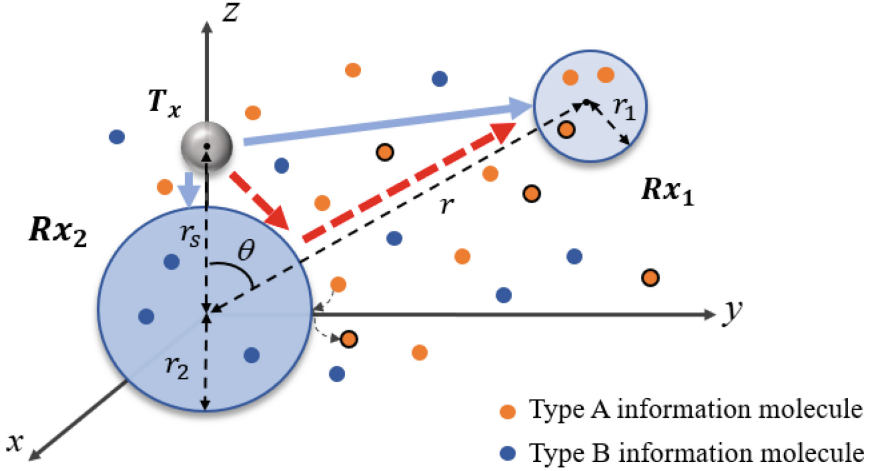 z
T_x
r_1
Rx_1
r
Rx_2
r_s
θ
y
r_2
x
Type A information molecule
Type B information molecule